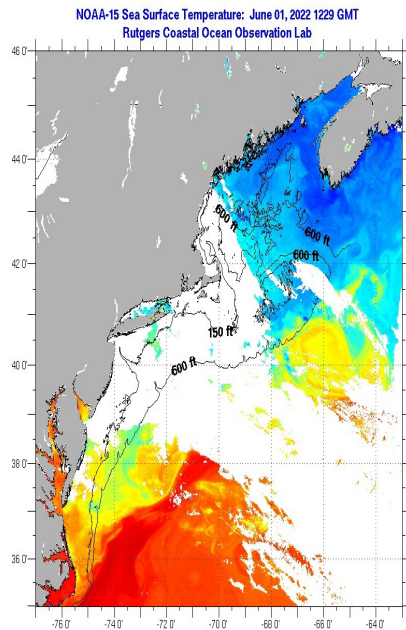 NOAA-15 Sea Surface Temperature: June 01, 2022 1229 GMT
Rutgers Coastal Ocean Observation Lab
46 0'
44 0'
600 ft
600 ft
42 0'
600 ft
150 ft
40 0'
600 ft
38 0'
36 0'
-76 0' -74 0' -72 0' -70 0' -68 0' -66 0' -64 0'